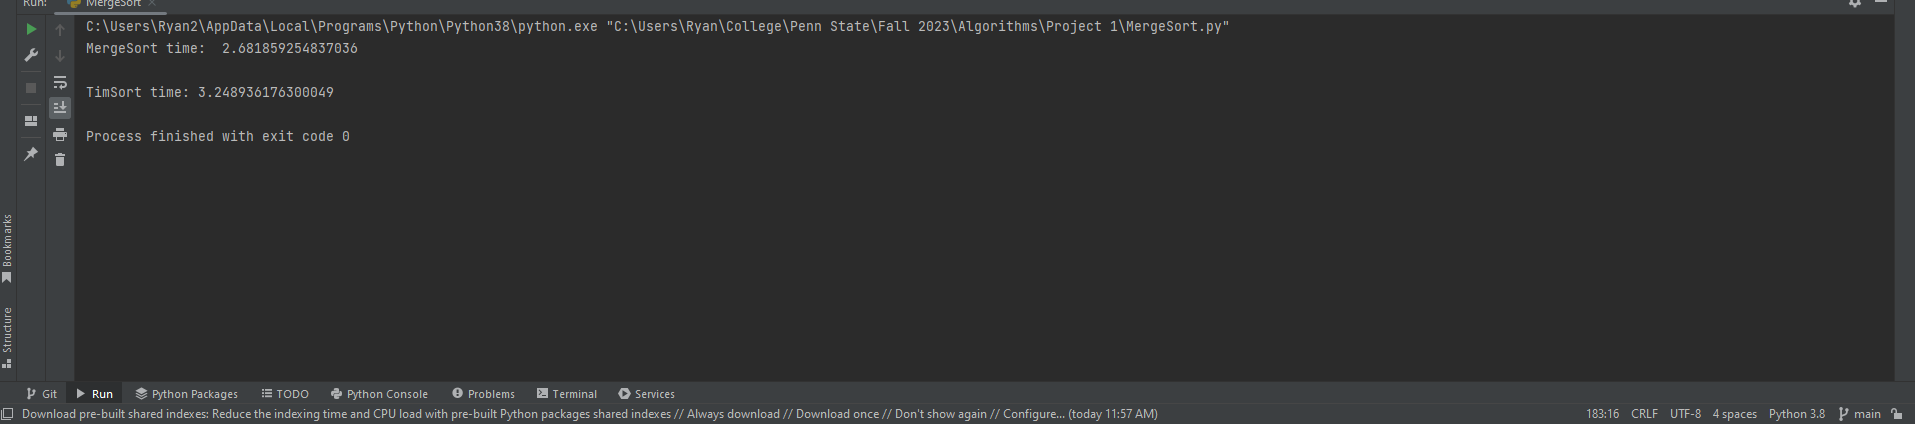 Run: MergeSort
C:\Users\Ryan2\AppData\Local\Programs\Python\Python38\python.exe "C:\Users\Ryan\College\Penn State\Fall 2023\Algorithms\Project 1\MergeSort.py"
MergeSort time:  2.681859254837036
TimSort time: 3.248936176300049
Process finished with exit code 0
Bookmarks
Structure
Git Run Python Packages TODO Python Console Problems Terminal Services
Download pre-built shared indexes: Reduce the indexing time and CPU load with pre-built Python packages shared indexes // Always download // Download once // Don't show again // Configure... (today 11:57 AM) 183:16 CRLF UTF-8 4 spaces Python 3.8 main